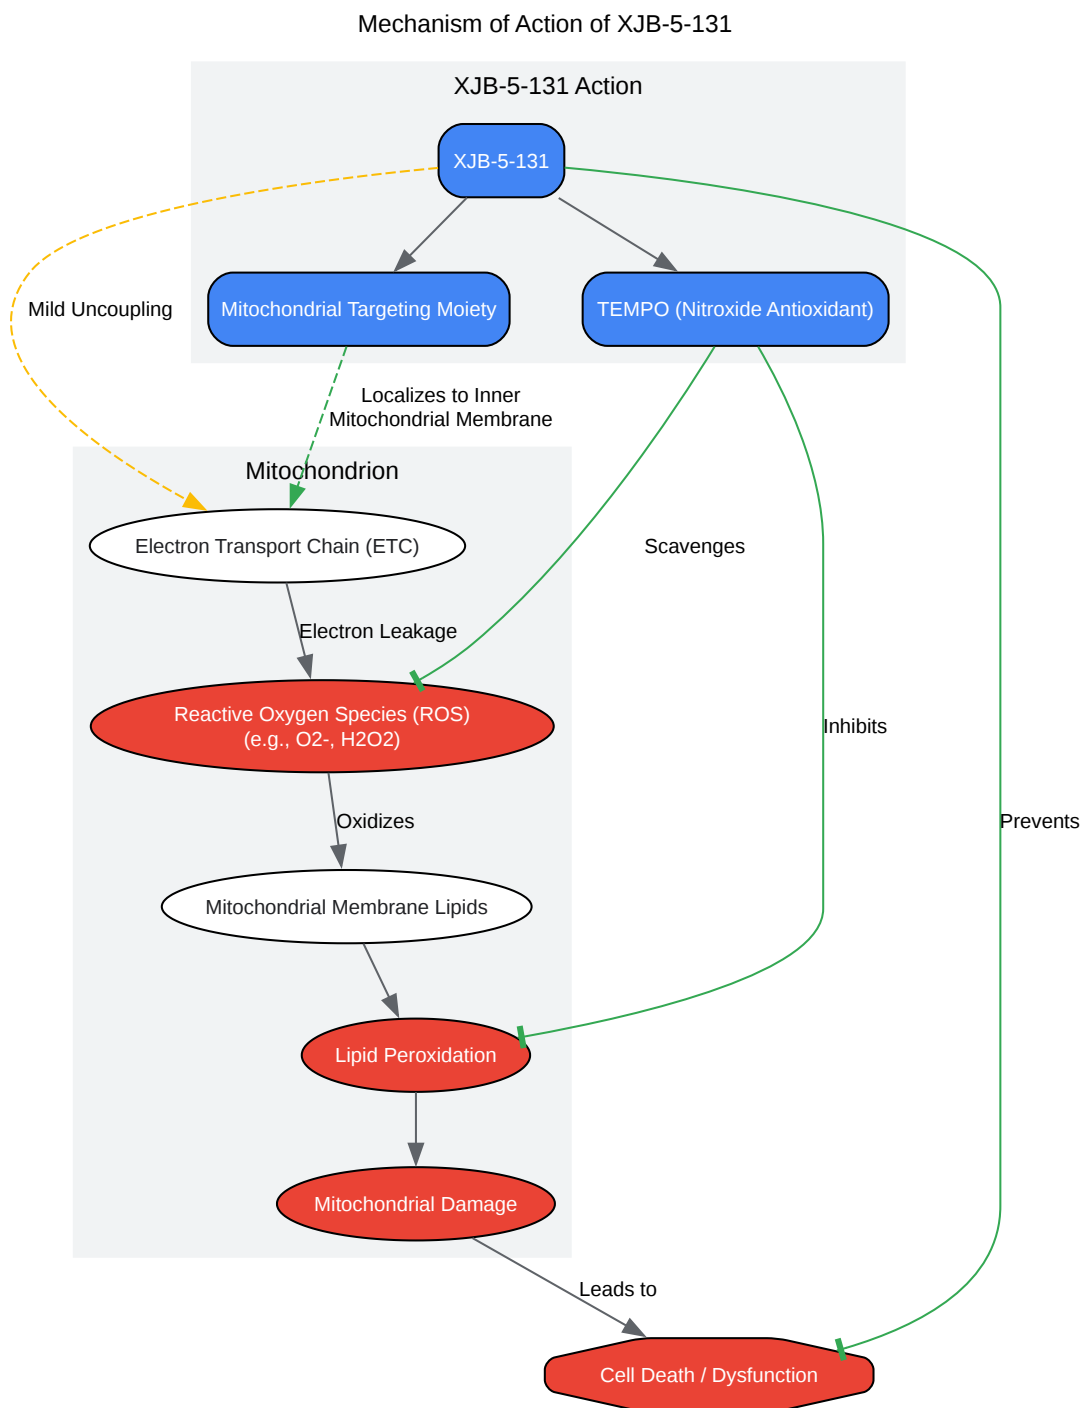 Mechanism of Action of XJB-5-131
XJB-5-131 Action
XJB-5-131
Mild Uncoupling
Mitochondrial Targeting Moiety
TEMPO (Nitroxide Antioxidant)
Localizes to Inner
Mitochondrial Membrane
Mitochondrion
Electron Transport Chain (ETC)
Scavenges
Electron Leakage
Reactive Oxygen Species (ROS)
(e.g., O2-, H2O2)
Inhibits
Oxidizes
Prevents
Mitochondrial Membrane Lipids
Lipid Peroxidation
Mitochondrial Damage
Leads to
Cell Death / Dysfunction